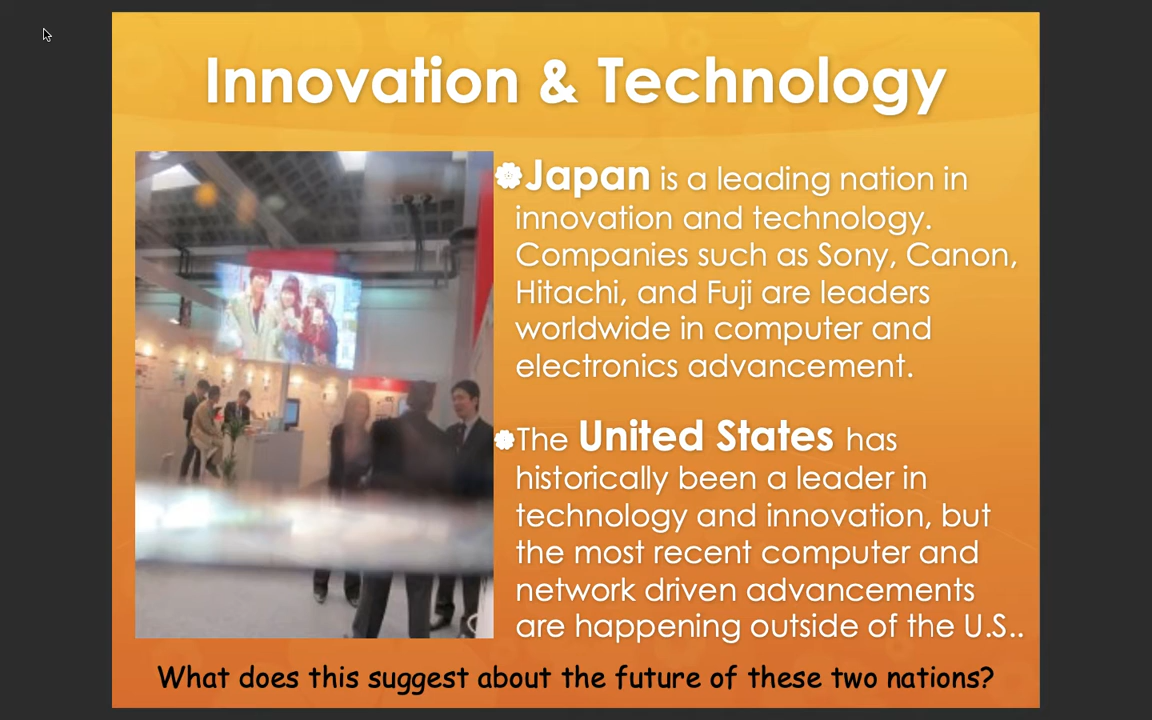 Innovation & Technology
Japan is a leading nation in
innovation and technology.
Companies such as Sony, Canon,
Hitachi, and Fuji are leaders
worldwide in computer and
electronics advancement.
The United States has
historically been a leader in
technology and innovation, but
the most recent computer and
network driven advancements
are happening outside of the U.S..
What does this suggest about the future of these two nations?